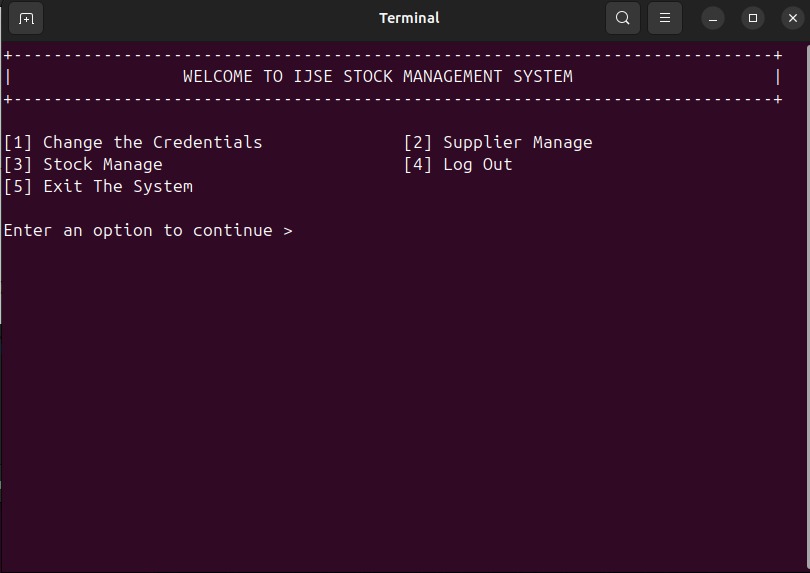 Terminal
+----------------------------------------------------------------------------+
|                 WELCOME TO IJSE STOCK MANAGEMENT SYSTEM                    |
+----------------------------------------------------------------------------+
[1] Change the Credentials              [2] Supplier Manage
[3] Stock Manage                        [4] Log Out
[5] Exit The System
Enter an option to continue >